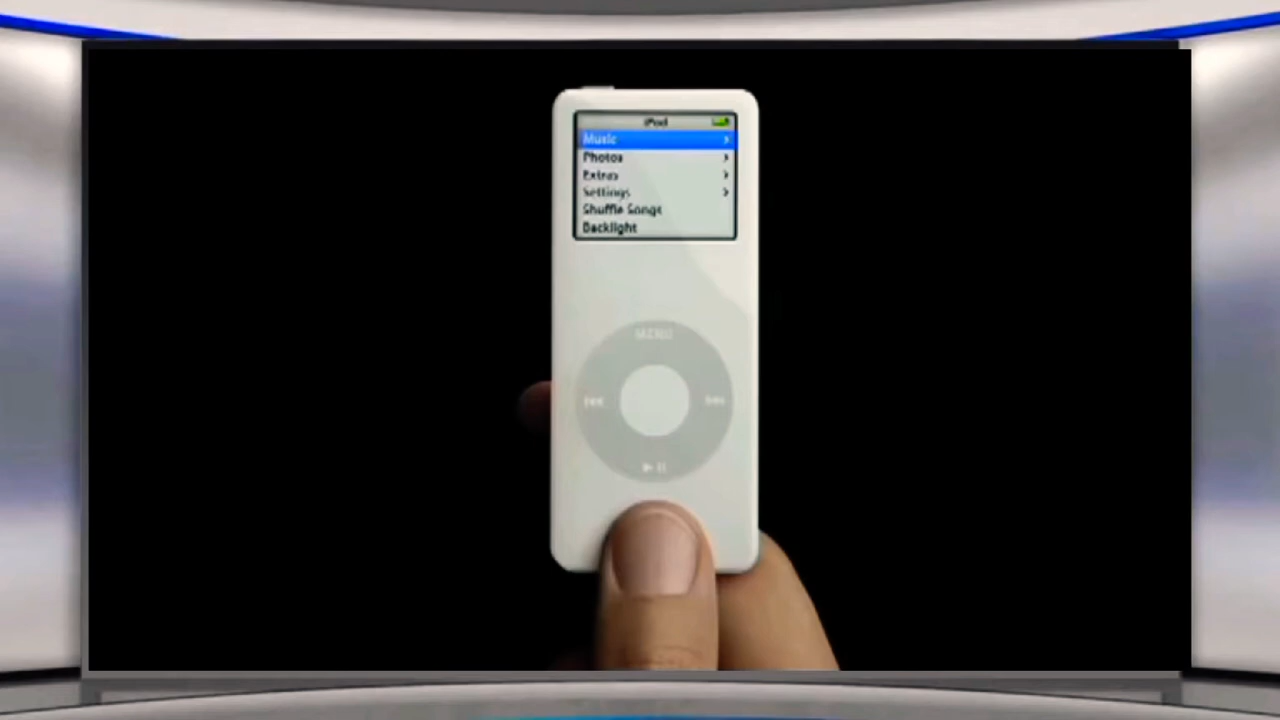 iPod
Music
Photos
Extras
Settings
Shuffle Songs
Backlight
MENU